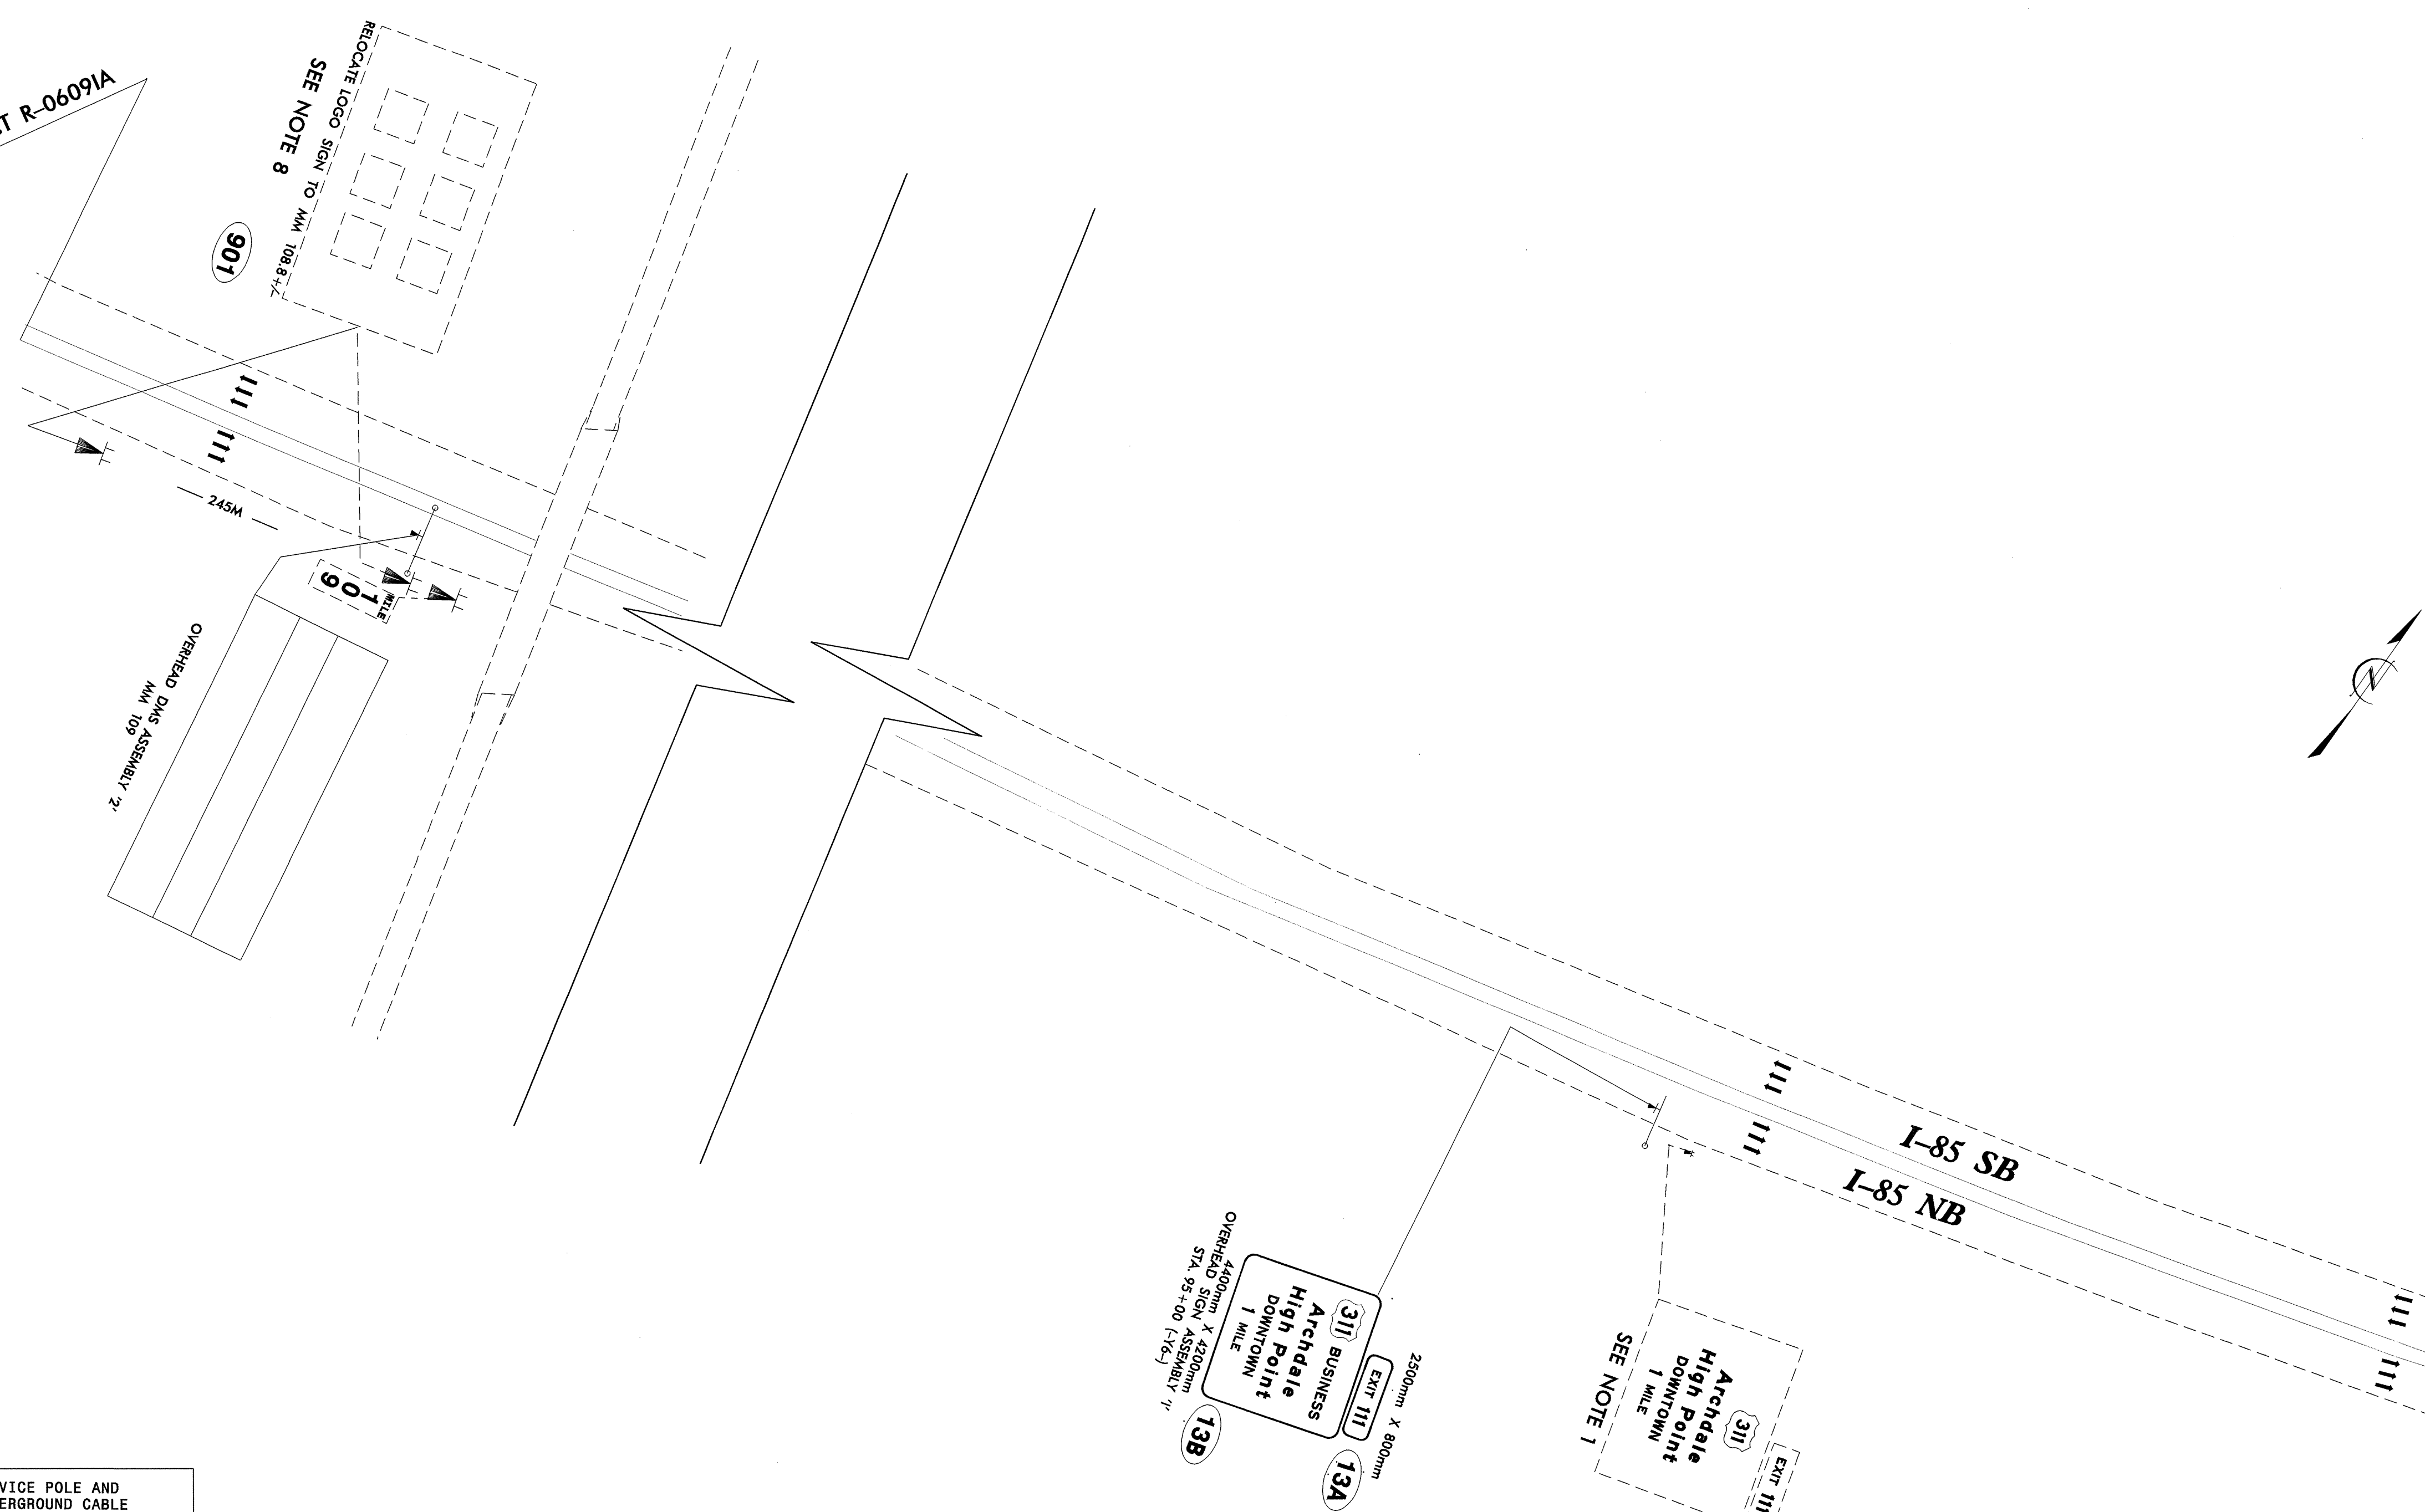 R-0609IA
RELOCATE LOGO SIGN TO MM 108.8+/-
SEE NOTE 8
901
245M
MILE
109
OVERHEAD DMS ASSEMBLY '2'
MM 109
N
I-85 SB
I-85 NB
4400mm X 4200mm
OVERHEAD SIGN ASSEMBLY '1'
STA. 95+00 (-Y6-)
311 BUSINESS
Archdale
High Point
DOWNTOWN
1 MILE
13B
2500mm X 800mm
EXIT 111
13A
SEE NOTE 1
EXIT 111
311
Archdale
High Point
DOWNTOWN
1 MILE
POLE AND
CABLE